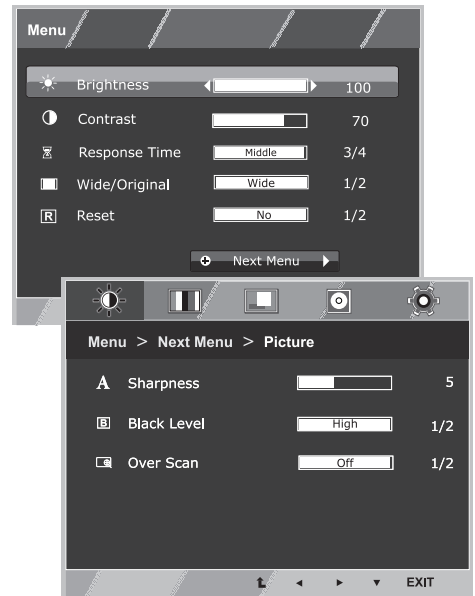 Menu
Brightness 100
Contrast 70
Response Time Middle 3/4
Wide/Original Wide 1/2
R Reset No 1/2
Next Menu
Menu > Next Menu > Picture
A Sharpness 5
B Black Level High 1/2
Over Scan Off 1/2
EXIT